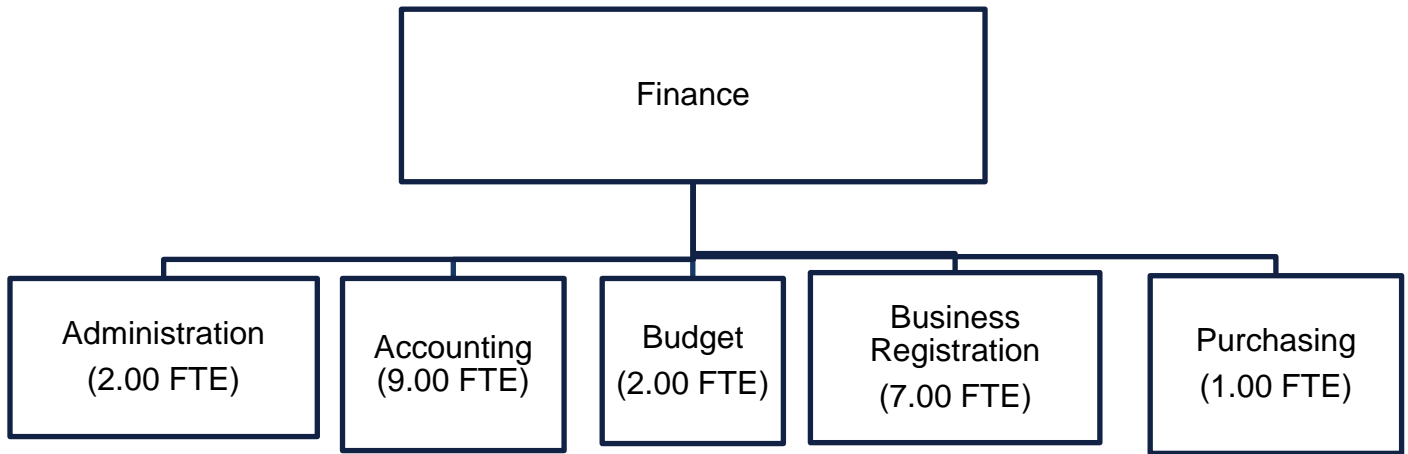 Finance
Administration
(2.00 FTE)
Accounting
(9.00 FTE)
Budget
(2.00 FTE)
Business
Registration
(7.00 FTE)
Purchasing
(1.00 FTE)